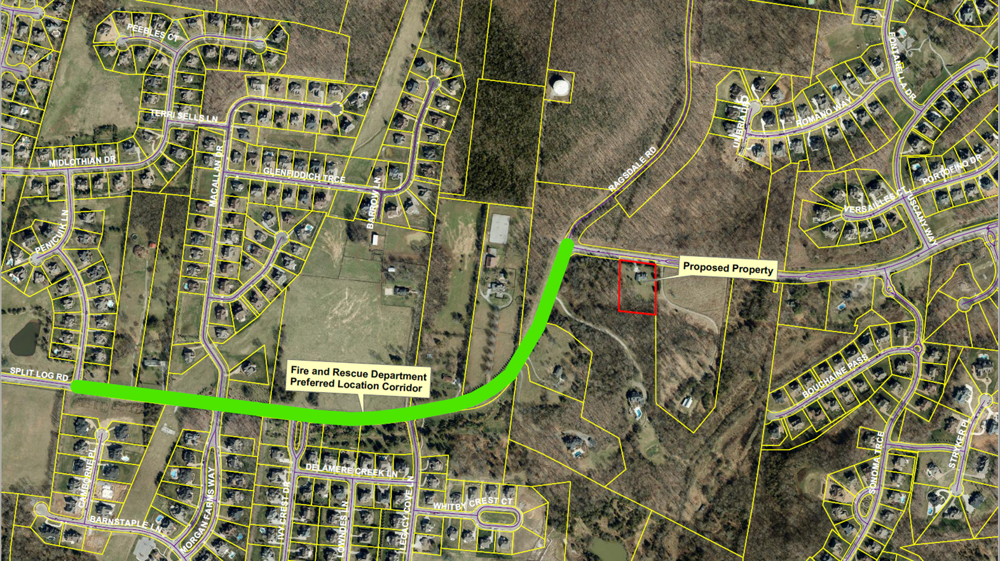 PEEBLES CT
TERRI SELLS LN
MIDLOTHIAN DR
MACALLAN DR
GLENFIDDICH TRCE
BARROW LN
PENICUIK LN
SPLIT LOG RD
RAGSDALE RD
UMBRIA DR
ROMANO WAY
FONTANELLA DR
PORTOFINO DR
VERSAILLES CT
TUSCANY WAY
Proposed Property
Fire and Rescue Department
Preferred Location Corridor
BOUCHAINE PASS
SONOMA TRCE
STRYKER PL
CAMBORNE PL
BARNSTAPLE LN
MORGAN FARMS WAY
IVY CREST DR
DELAMERE CREEK LN
LOWNDES LN
LEGACY COVE LN
WHITBY CREST CT